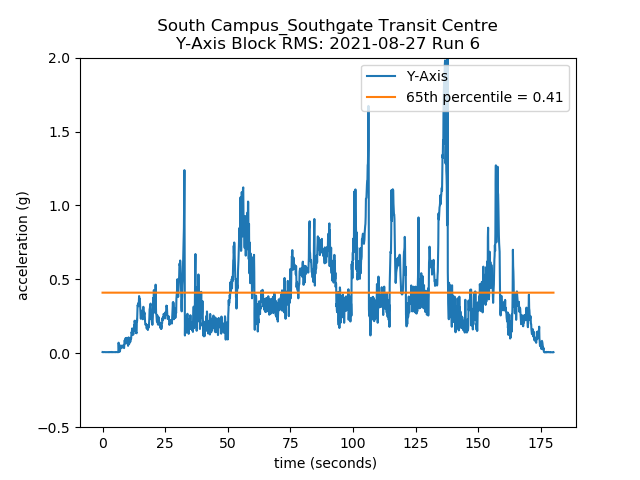 South Campus_Southgate Transit Centre
Y-Axis Block RMS: 2021-08-27 Run 6
Y-Axis
65th percentile = 0.41
2.0
1.5
1.0
0.5
0.0
−0.5
acceleration (g)
0 25 50 75 100 125 150 175
time (seconds)